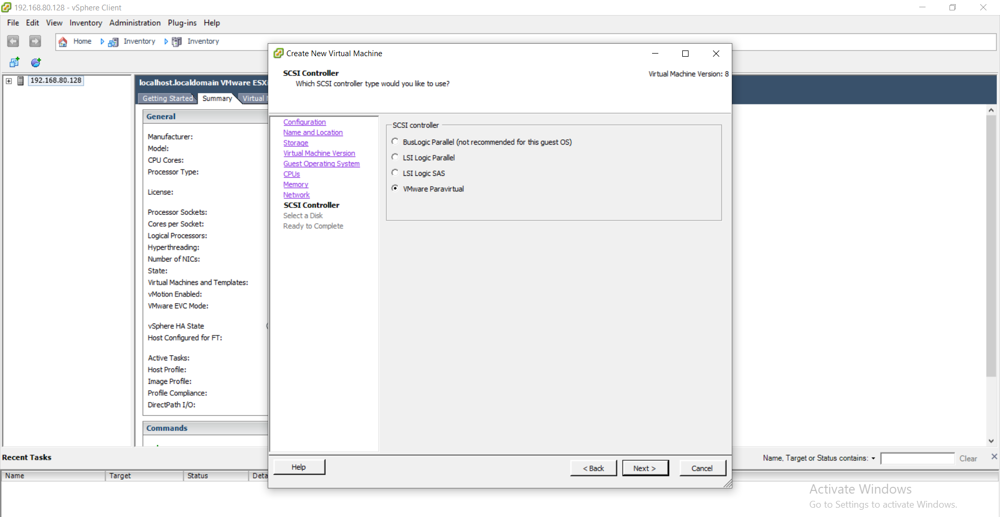 192.168.80.128 - vSphere Client
File Edit View Inventory Administration Plug-ins Help
Home Inventory Inventory
192.168.80.128
localhost.localdomain VMware ESX
Getting Started Summary Virtual
General
Manufacturer:
Model:
CPU Cores:
Processor Type:
License:
Processor Sockets:
Cores per Socket:
Logical Processors:
Hyperthreading:
Number of NICs:
State:
Virtual Machines and Templates:
vMotion Enabled:
VMware EVC Mode:
vSphere HA State
Host Configured for FT:
Active Tasks:
Host Profile:
Image Profile:
Profile Compliance:
DirectPath I/O:
Commands
Create New Virtual Machine
SCSI Controller
Which SCSI controller type would you like to use?
Virtual Machine Version: 8
Configuration
Name and Location
Storage
Virtual Machine Version
Guest Operating System
CPUs
Memory
Network
SCSI Controller
Select a Disk
Ready to Complete
SCSI controller
BusLogic Parallel (not recommended for this guest OS)
LSI Logic Parallel
LSI Logic SAS
VMware Paravirtual
Help < Back Next > Cancel
Recent Tasks
Name, Target or Status contains: Clear
Name Target Status Deta
Activate Windows
Go to Settings to activate Windows.